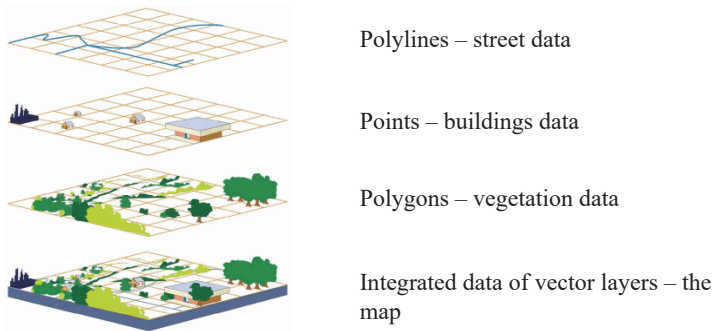 Polylines – street data
Points – buildings data
Polygons – vegetation data
Integrated data of vector layers – the
map